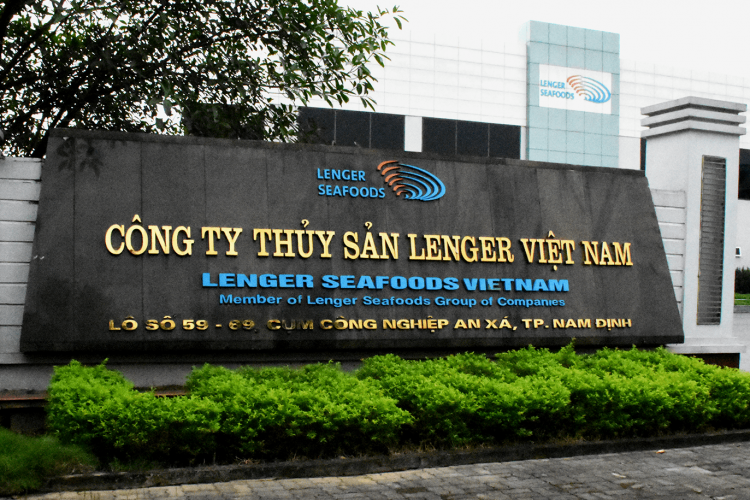 LENGER
SEAFOODS
LENGER
SEAFOODS
CÔNG TY THỦY SẢN LENGER VIỆT NAM
LENGER SEAFOODS VIETNAM
Member of Lenger Seafoods Group of Companies
LÔ SỐ 59 - 69, CỤM CÔNG NGHIỆP AN XÁ, TP. NAM ĐỊNH